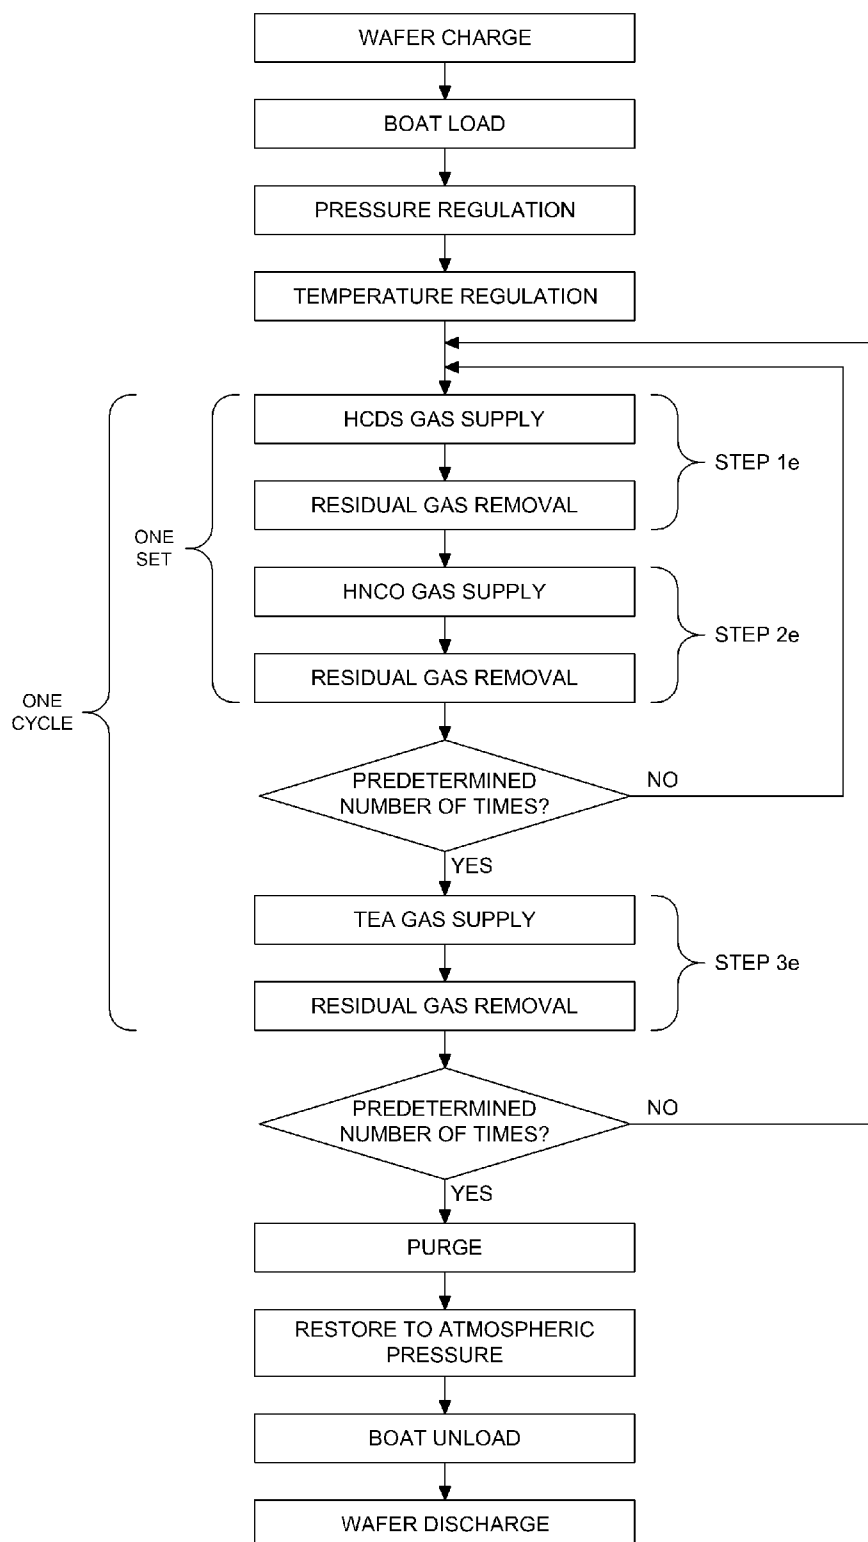 WAFER CHARGE
BOAT LOAD
PRESSURE REGULATION
TEMPERATURE REGULATION
HCDS GAS SUPPLY
STEP 1e
RESIDUAL GAS REMOVAL
ONE
SET
HNCO GAS SUPPLY
STEP 2e
RESIDUAL GAS REMOVAL
ONE
CYCLE
PREDETERMINED
NUMBER OF TIMES?
NO
YES
TEA GAS SUPPLY
STEP 3e
RESIDUAL GAS REMOVAL
PREDETERMINED
NUMBER OF TIMES?
NO
YES
PURGE
RESTORE TO ATMOSPHERIC
PRESSURE
BOAT UNLOAD
WAFER DISCHARGE